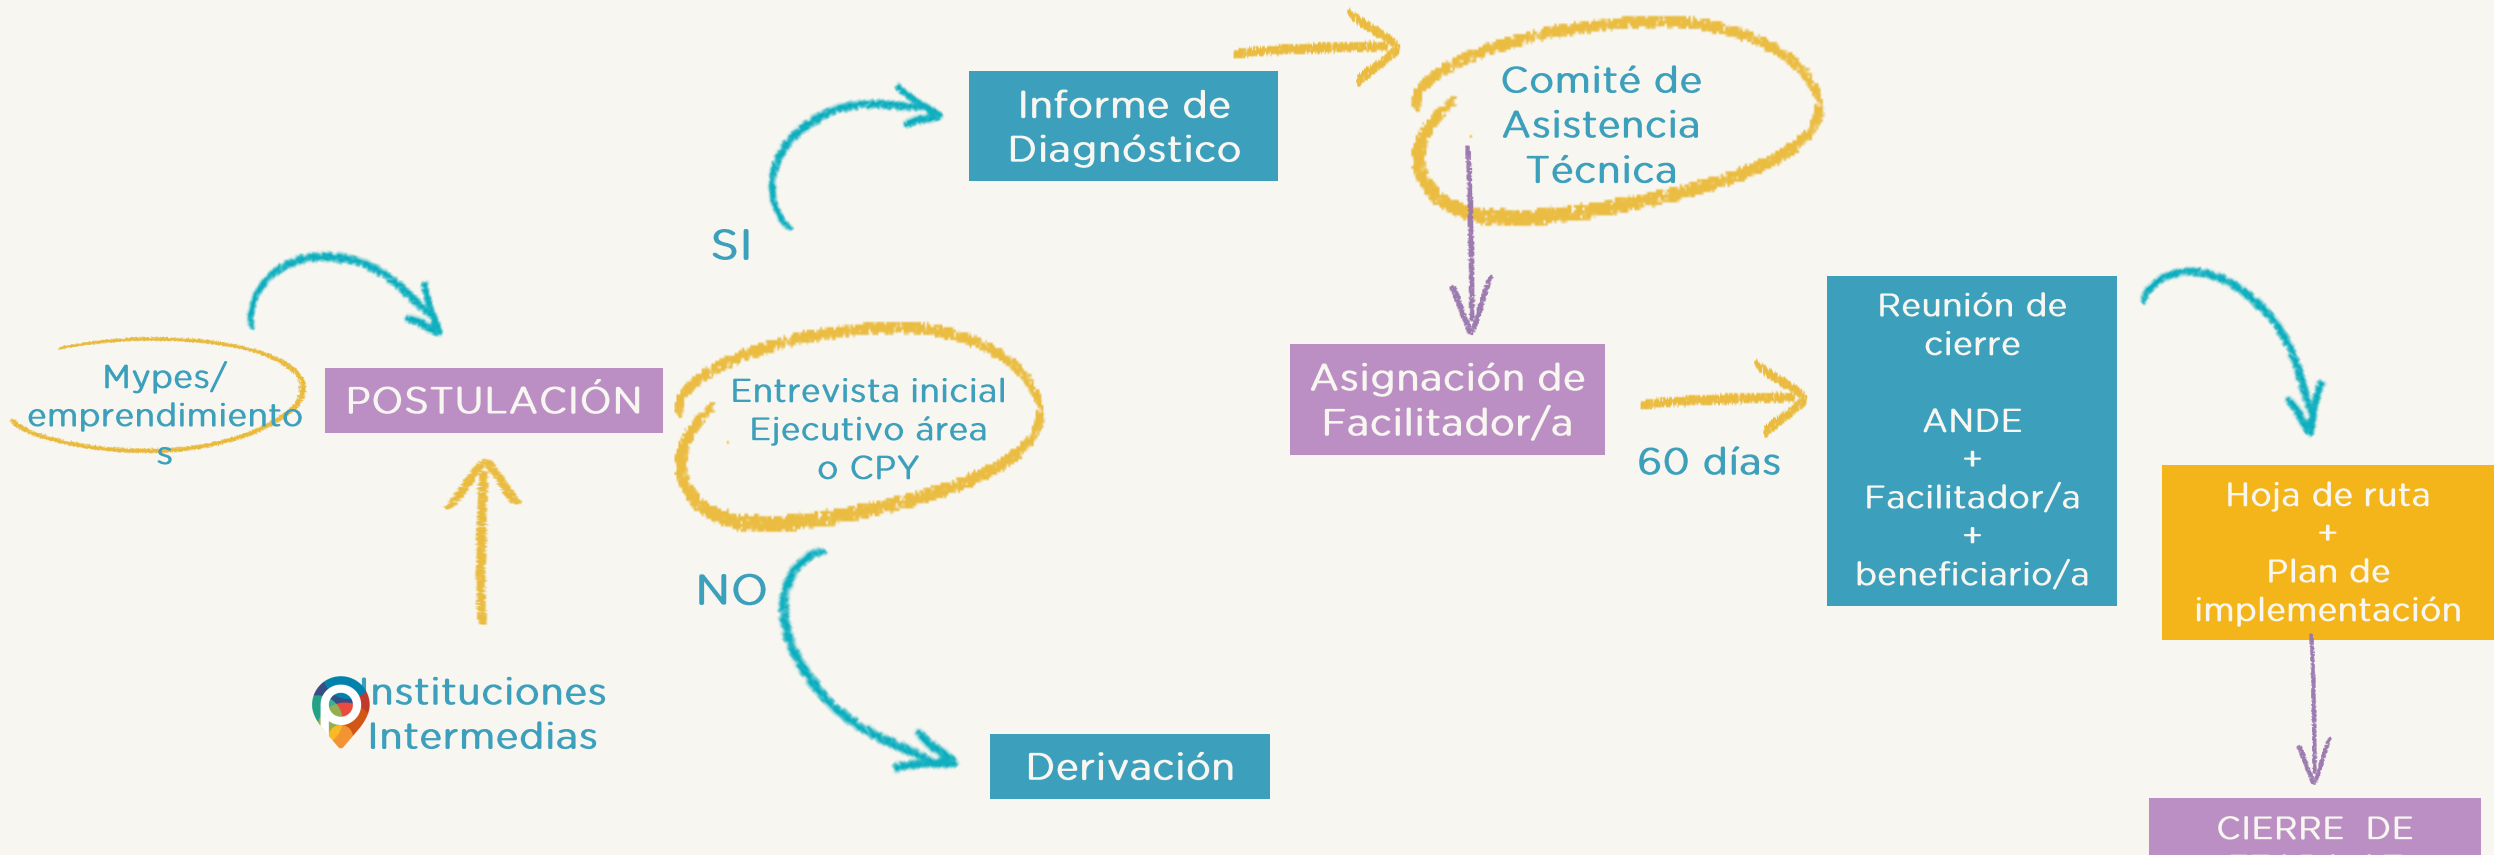 Mypes/
emprendimiento
s
POSTULACIÓN
Instituciones
Intermedias
Entrevista inicial
Ejecutivo área
o CPY
SI
Informe de
Diagnóstico
NO
Derivación
Comité de
Asistencia
Técnica
Asignación de
Facilitador/a
60 días
Reunión de
cierre
ANDE
+
Facilitador/a
+
beneficiario/a
Hoja de ruta
+
Plan de
implementación
CIERRE DE